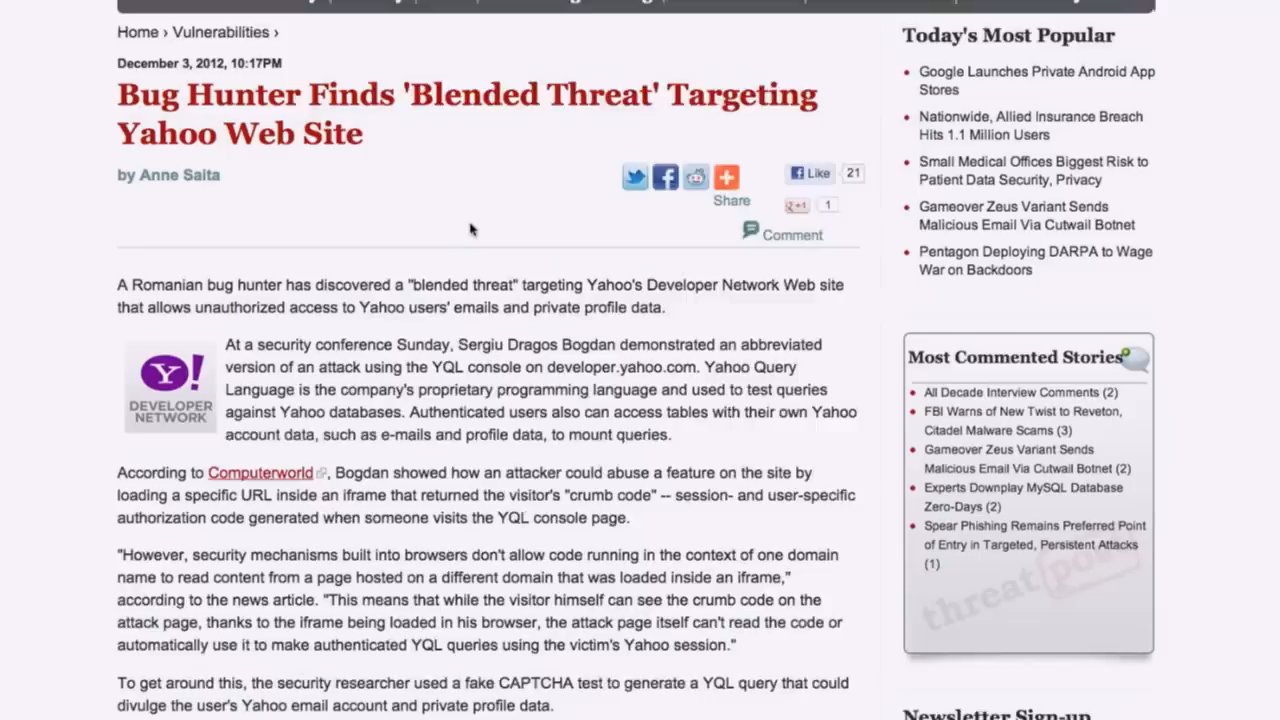 Home › Vulnerabilities ›
December 3, 2012, 10:17PM
Bug Hunter Finds 'Blended Threat' Targeting
Yahoo Web Site
by Anne Saita
Share
Like
21
g+1
1
Comment
A Romanian bug hunter has discovered a "blended threat" targeting Yahoo's Developer Network Web site
that allows unauthorized access to Yahoo users' emails and private profile data.
Y!
DEVELOPER
NETWORK
At a security conference Sunday, Sergiu Dragos Bogdan demonstrated an abbreviated
version of an attack using the YQL console on developer.yahoo.com. Yahoo Query
Language is the company's proprietary programming language and used to test queries
against Yahoo databases. Authenticated users also can access tables with their own Yahoo
account data, such as e-mails and profile data, to mount queries.
According to Computerworld, Bogdan showed how an attacker could abuse a feature on the site by
loading a specific URL inside an iframe that returned the visitor's "crumb code" -- session- and user-specific
authorization code generated when someone visits the YQL console page.
"However, security mechanisms built into browsers don't allow code running in the context of one domain
name to read content from a page hosted on a different domain that was loaded inside an iframe,"
according to the news article. "This means that while the visitor himself can see the crumb code on the
attack page, thanks to the iframe being loaded in his browser, the attack page itself can't read the code or
automatically use it to make authenticated YQL queries using the victim's Yahoo session."
To get around this, the security researcher used a fake CAPTCHA test to generate a YQL query that could
divulge the user's Yahoo email account and private profile data.
Today's Most Popular
Google Launches Private Android App
Stores
Nationwide, Allied Insurance Breach
Hits 1.1 Million Users
Small Medical Offices Biggest Risk to
Patient Data Security, Privacy
Gameover Zeus Variant Sends
Malicious Email Via Cutwail Botnet
Pentagon Deploying DARPA to Wage
War on Backdoors
Most Commented Stories
All Decade Interview Comments (2)
FBI Warns of New Twist to Reveton,
Citadel Malware Scams (3)
Gameover Zeus Variant Sends
Malicious Email Via Cutwail Botnet (2)
Experts Downplay MySQL Database
Zero-Days (2)
Spear Phishing Remains Preferred Point
of Entry in Targeted, Persistent Attacks
(1)
threatpost
Newsletter Sign-up